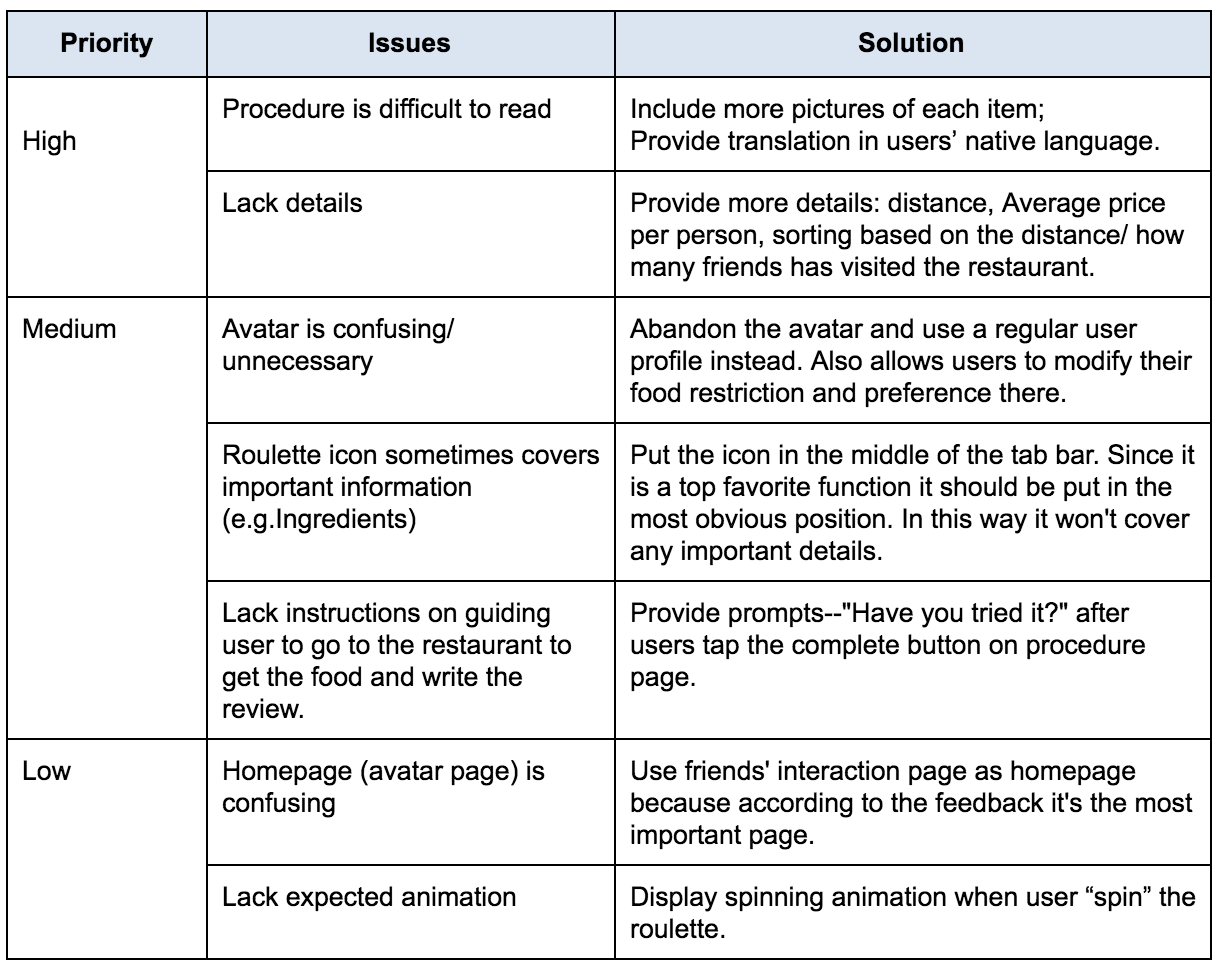 Priority
Issues
Solution
High
Procedure is difficult to read
Include more pictures of each item;
Provide translation in users’ native language.
Lack details
Provide more details: distance, Average price
per person, sorting based on the distance/ how
many friends has visited the restaurant.
Medium
Avatar is confusing/
unnecessary
Abandon the avatar and use a regular user
profile instead. Also allows users to modify their
food restriction and preference there.
Roulette icon sometimes covers
important information
(e.g.Ingredients)
Put the icon in the middle of the tab bar. Since it
is a top favorite function it should be put in the
most obvious position. In this way it won't cover
any important details.
Lack instructions on guiding
user to go to the restaurant to
get the food and write the
review.
Provide prompts--"Have you tried it?" after
users tap the complete button on procedure
page.
Low
Homepage (avatar page) is
confusing
Use friends' interaction page as homepage
because according to the feedback it's the most
important page.
Lack expected animation
Display spinning animation when user “spin” the
roulette.